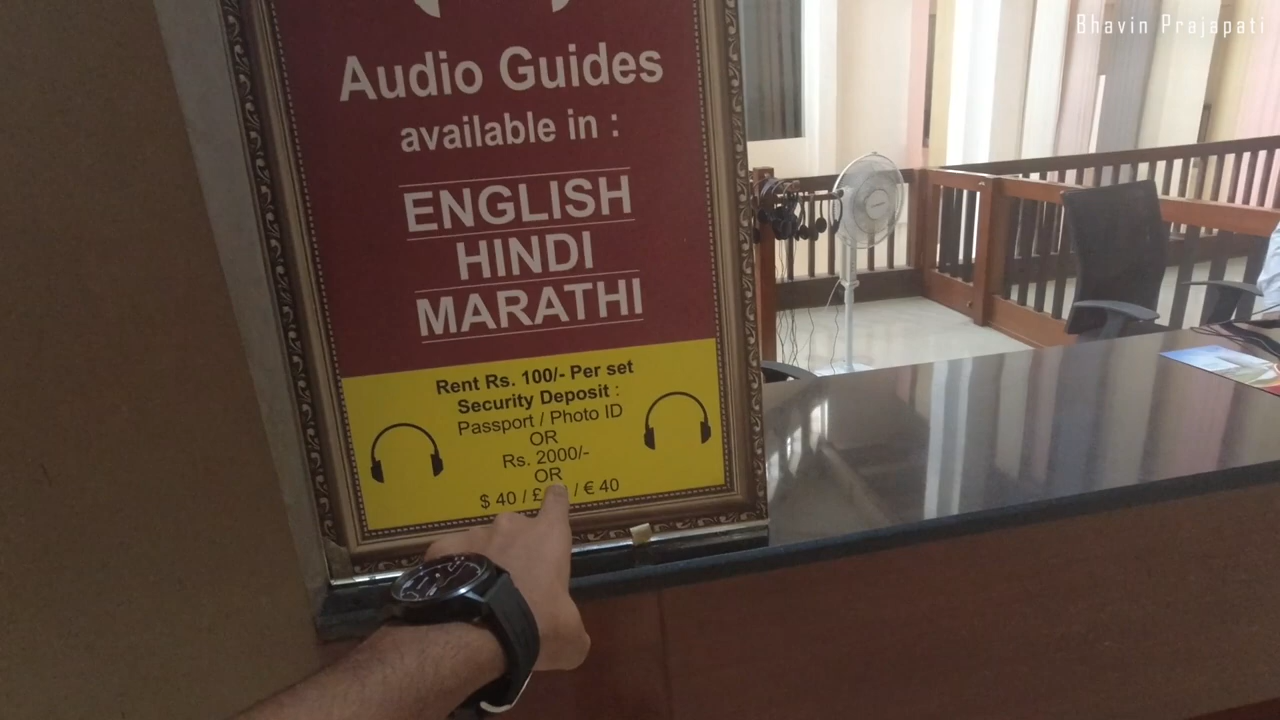 Bhavin Prajapati
Audio Guides
available in :
ENGLISH
HINDI
MARATHI
Rent Rs. 100/- Per set
Security Deposit :
Passport / Photo ID
OR
Rs. 2000/-
OR
$ 40 / £ / € 40